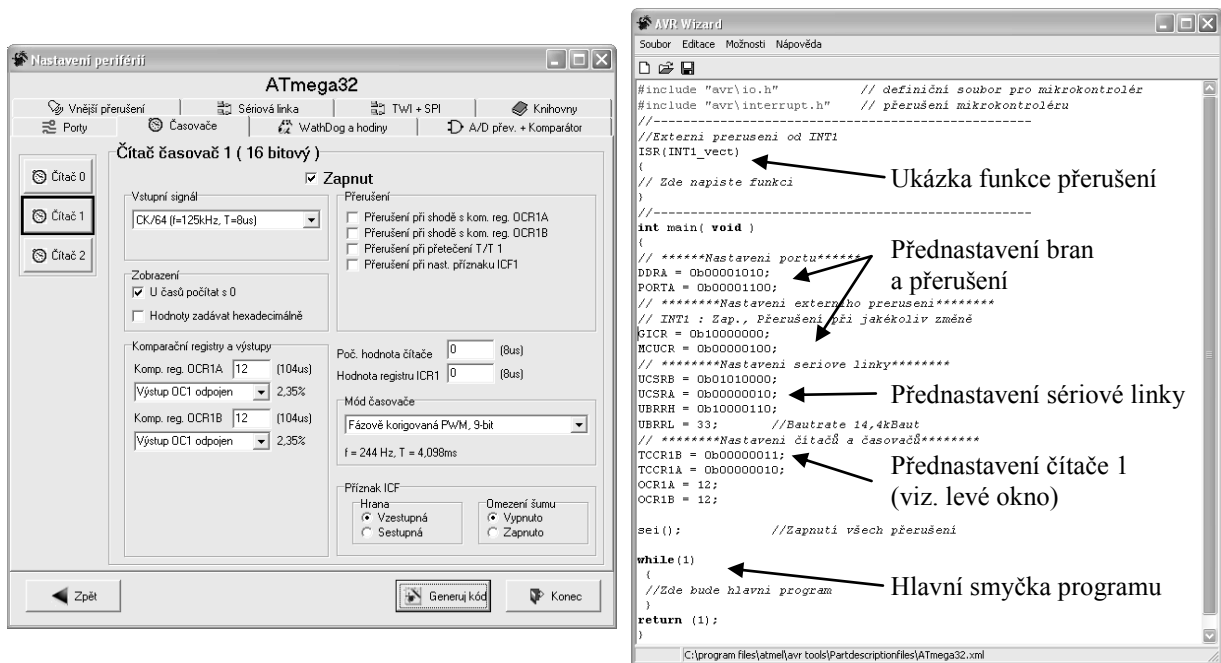 Nastavení periférií
ATmega32
Vnější přerušení
Sériová linka
TWI + SPI
Knihovny
Porty
Časovače
WathDog a hodiny
A/D přev. + Komparátor
Čítač 0
Čítač 1
Čítač 2
Čítač časovač 1 ( 16 bitový )
Zapnut
Vstupní signál
CK/64 (f=125kHz, T=8us)
Zobrazení
U časů počítat s 0
Hodnoty zadávat hexadecimálně
Komparační registry a výstupy
Komp. reg. OCR1A 12 (104us)
Výstup OC1 odpojen 2,35%
Komp. reg. OCR1B 12 (104us)
Výstup OC1 odpojen 2,35%
Přerušení
Přerušení při shodě s kom. reg. OCR1A
Přerušení při shodě s kom. reg. OCR1B
Přerušení při přetečení T/T 1
Přerušení při nast. příznaku ICF1
Poč. hodnota čítače 0 (8us)
Hodnota registru ICR1 0 (8us)
Mód časovače
Fázově korigovaná PWM, 9-bit
f = 244 Hz, T = 4,098ms
Příznak ICF
Hrana
Vzestupná
Sestupná
Omezení šumu
Vypnuto
Zapnuto
Zpět
Generuj kód
Konec
AVR Wizard
Soubor Editace Možnosti Nápověda
#include "avr\io.h" // definiční soubor pro mikrokontrolér
#include "avr\interrupt.h" // přerušení mikrokontroléru
//--------------------------------------------------
//Externi preruseni od INT1
ISR(INT1_vect)
{
// Zde napiste funkci
}
//--------------------------------------------------
int main( void )
{
// ******Nastaveni portu******
DDRA = 0b00001010;
PORTA = 0b00001100;
// ********Nastaveni externiho preruseni********
// INT1 : Zap., Přerušení při jakékoliv změně
GICR = 0b10000000;
MCUCR = 0b00000100;
// ********Nastaveni seriove linky********
UCSRB = 0b01010000;
UCSRA = 0b00000010;
UBRRH = 0b10000110;
UBRRL = 33; //Bautrate 14,4kBaut
// ********Nastaveni čítačů a časovačů********
TCCR1B = 0b00000011;
TCCR1A = 0b00000010;
OCR1A = 12;
OCR1B = 12;
sei(); //Zapnutí všech přerušení
while(1)
{
//Zde bude hlavni program
}
return (1);
}
C:\program files\atmel\avr tools\Partdescriptionfiles\ATmega32.xml
Ukázka funkce přerušení
Přednastavení bran
a přerušení
Přednastavení sériové linky
Přednastavení čítače 1
(viz. levé okno)
Hlavní smyčka programu